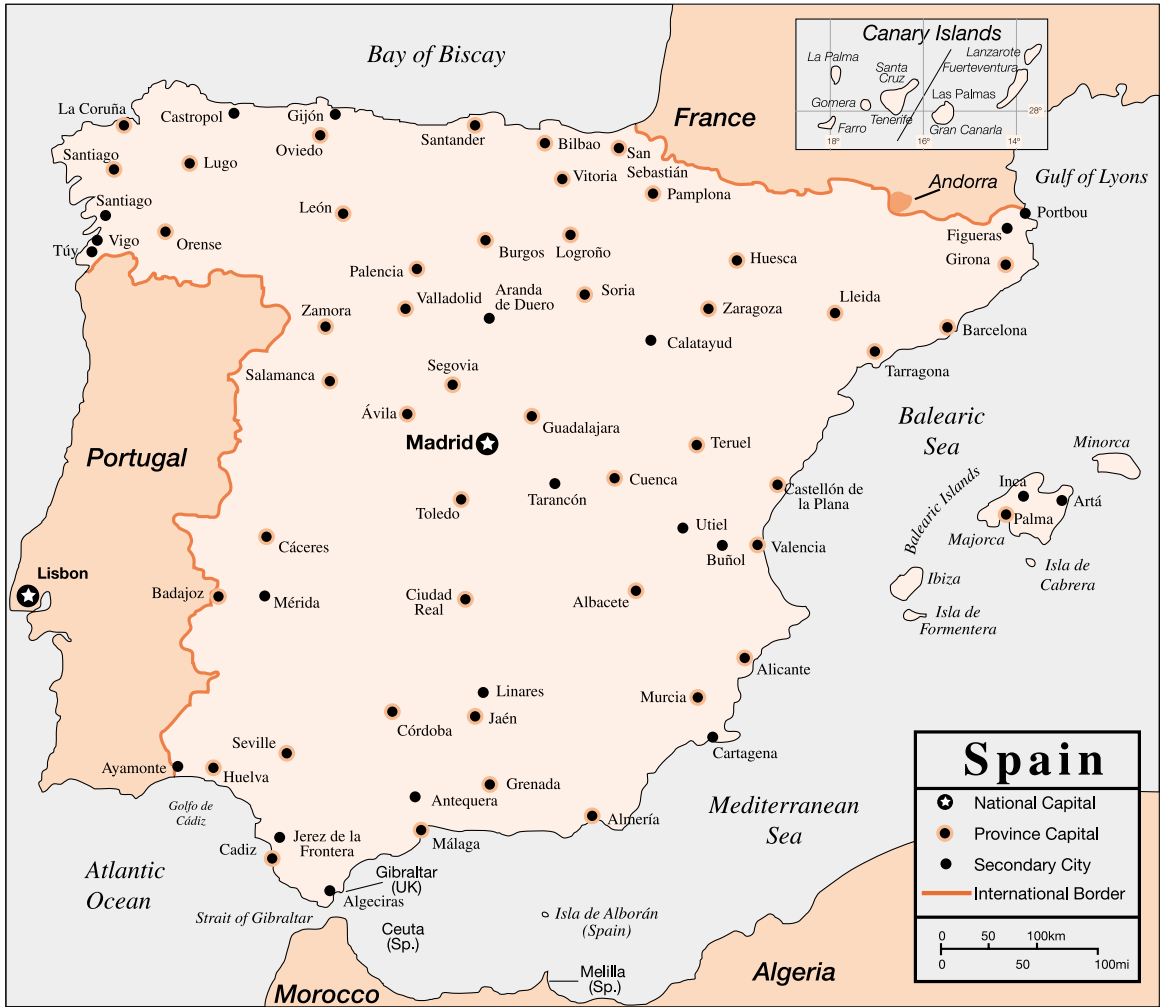 Bay of Biscay
Canary Islands
La Palma
Lanzarote
Santa
Cruz
Fuerteventura
Las Palmas
Gomera
Tenerife
Farro
Gran Canarla
28°
18°
16°
14°
France
Andorra
Gulf of Lyons
La Coruña
Castropol
Gijón
Oviedo
Santander
Bilbao
San
Sebastián
Santiago
Lugo
Vitoria
Pamplona
Portbou
Santiago
León
Figueras
Vigo
Orense
Burgos
Logroño
Huesca
Girona
Túy
Palencia
Valladolid
Aranda
de Duero
Soria
Zaragoza
Lleida
Zamora
Barcelona
Calatayud
Tarragona
Segovia
Salamanca
Ávila
Guadalajara
Balearic
Sea
Madrid
Teruel
Minorca
Portugal
Cuenca
Tarancón
Castellón de
la Plana
Balearic Islands
Inca
Artá
Palma
Majorca
Toledo
Utiel
Buñol
Valencia
Cáceres
Isla de
Cabrera
Lisbon
Badajoz
Mérida
Ciudad
Real
Albacete
Ibiza
Isla de
Formentera
Alicante
Linares
Murcia
Córdoba
Jaén
Seville
Cartagena
Ayamonte
Huelva
Grenada
Golfo de
Cádiz
Antequera
Almería
Mediterranean
Sea
Jerez de la
Frontera
Málaga
Cadiz
Gibraltar
(UK)
Algeciras
Atlantic
Ocean
Strait of Gibraltar
Ceuta
(Sp.)
Isla de Alborán
(Spain)
Melilla
(Sp.)
Morocco
Algeria
Spain
National Capital
Province Capital
Secondary City
International Border
0 50 100km
0 50 100mi